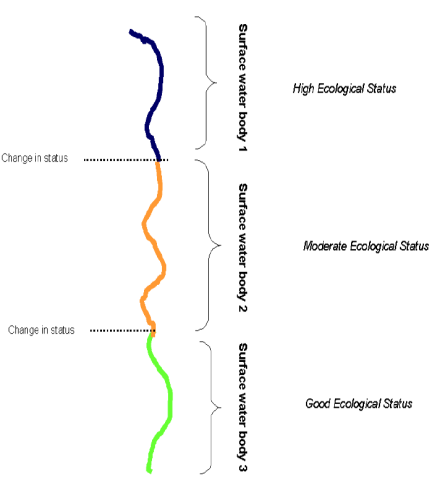 Surface water body 1
High Ecological Status
Change in status
Surface water body 2
Moderate Ecological Status
Change in status
Surface water body 3
Good Ecological Status